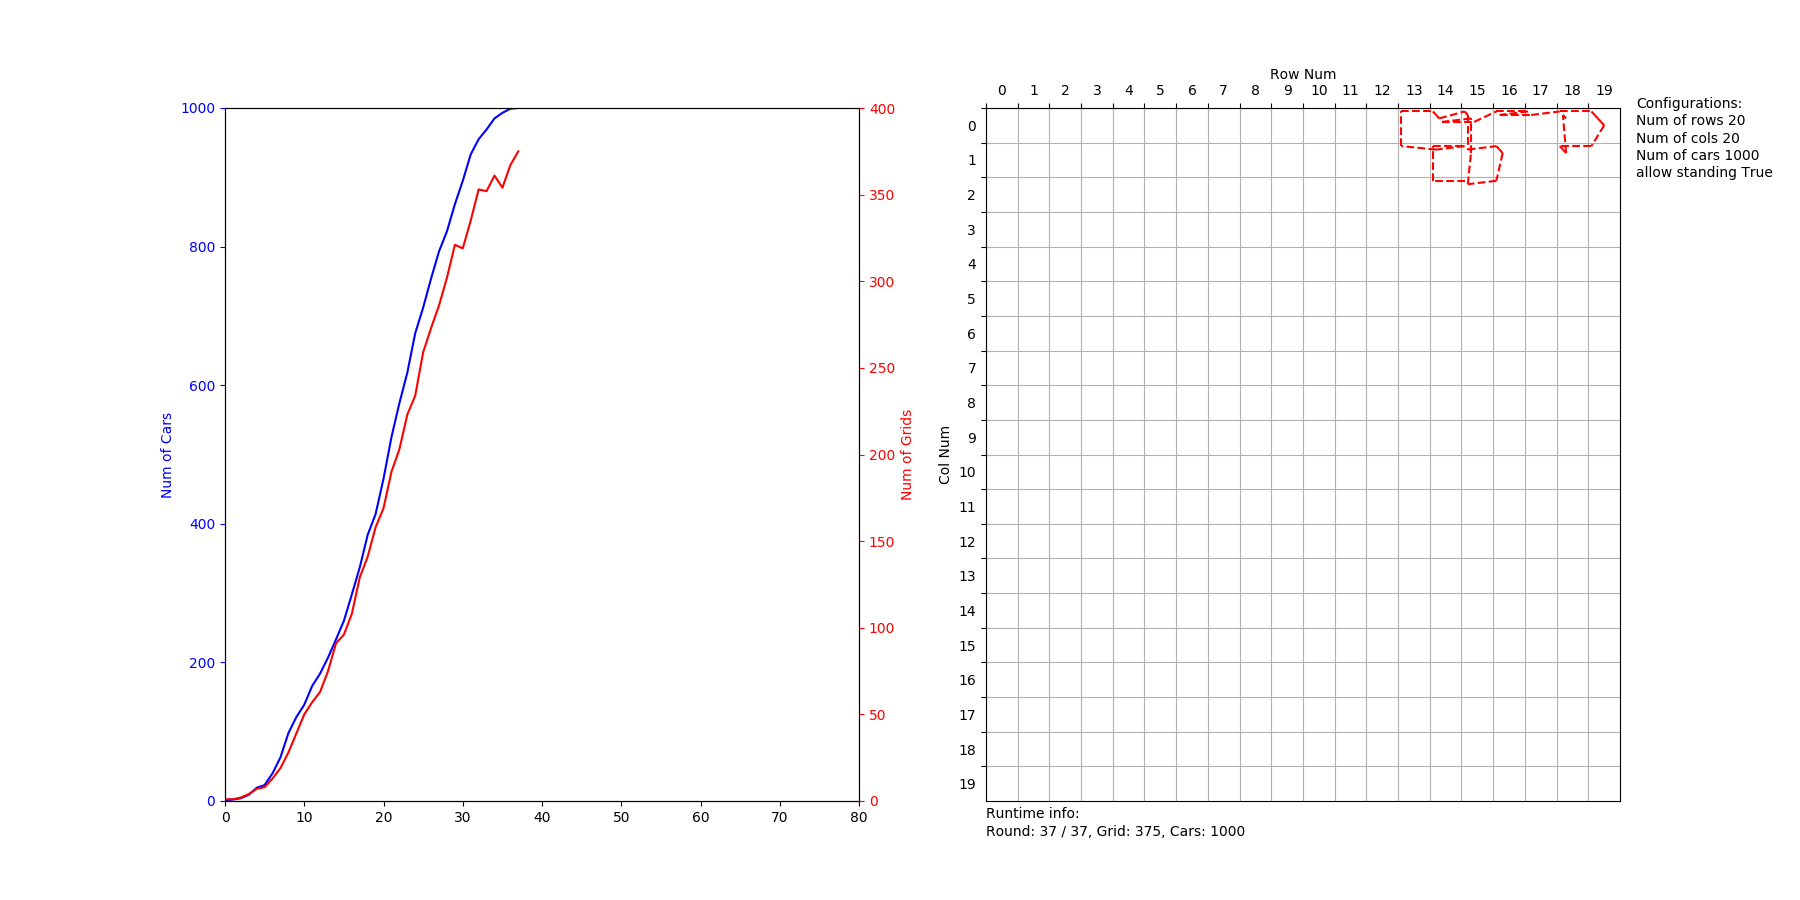 Num of Cars
1000
800
600
400
200
0
0 10 20 30 40 50 60 70 80
400
350
300
250
200
150
100
50
0
Num of Grids
Row Num
0 1 2 3 4 5 6 7 8 9 10 11 12 13 14 15 16 17 18 19
Col Num
0
1
2
3
4
5
6
7
8
9
10
11
12
13
14
15
16
17
18
19
Configurations:
Num of rows 20
Num of cols 20
Num of cars 1000
allow standing True
Runtime info:
Round: 37 / 37, Grid: 375, Cars: 1000